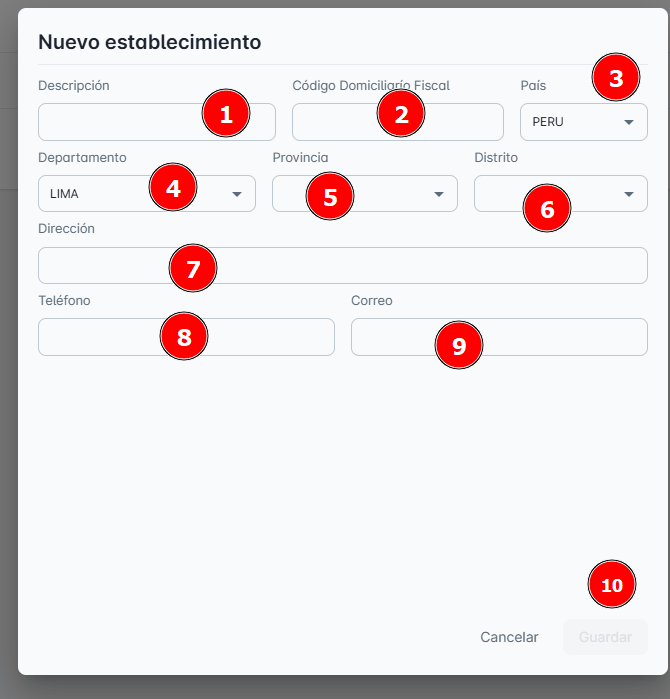 Nuevo establecimiento
3
Descripción Código Domiciliario Fiscal País
1 2 PERU
Departamento Provincia Distrito
4 LIMA 5 6
Dirección
7
Teléfono Correo
8 9
10
Cancelar Guardar